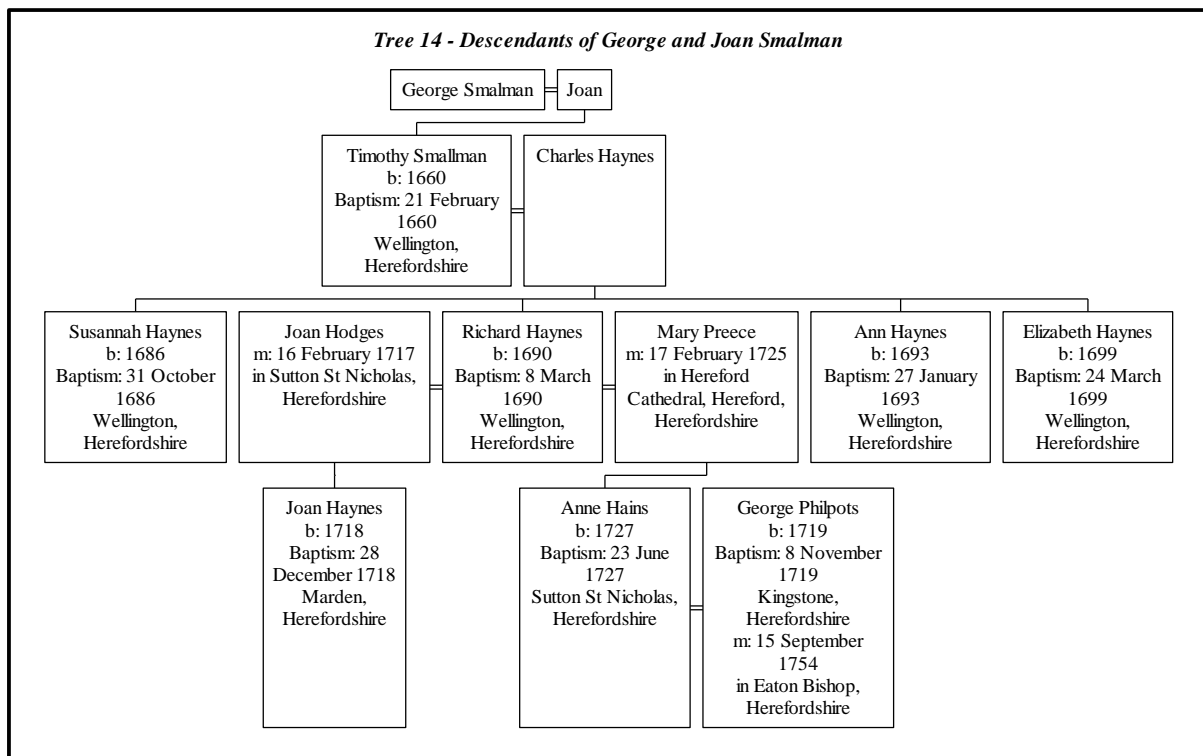 Tree 14 - Descendants of George and Joan Smalman
George Smalman
Joan
Timothy Smallman
b: 1660
Baptism: 21 February
1660
Wellington,
Herefordshire
Charles Haynes
Susannah Haynes
b: 1686
Baptism: 31 October
1686
Wellington,
Herefordshire
Joan Hodges
m: 16 February 1717
in Sutton St Nicholas,
Herefordshire
Richard Haynes
b: 1690
Baptism: 8 March
1690
Wellington,
Herefordshire
Mary Preece
m: 17 February 1725
in Hereford
Cathedral, Hereford,
Herefordshire
Ann Haynes
b: 1693
Baptism: 27 January
1693
Wellington,
Herefordshire
Elizabeth Haynes
b: 1699
Baptism: 24 March
1699
Wellington,
Herefordshire
Joan Haynes
b: 1718
Baptism: 28
December 1718
Marden,
Herefordshire
Anne Hains
b: 1727
Baptism: 23 June
1727
Sutton St Nicholas,
Herefordshire
George Philpots
b: 1719
Baptism: 8 November
1719
Kingstone,
Herefordshire
m: 15 September
1754
in Eaton Bishop,
Herefordshire